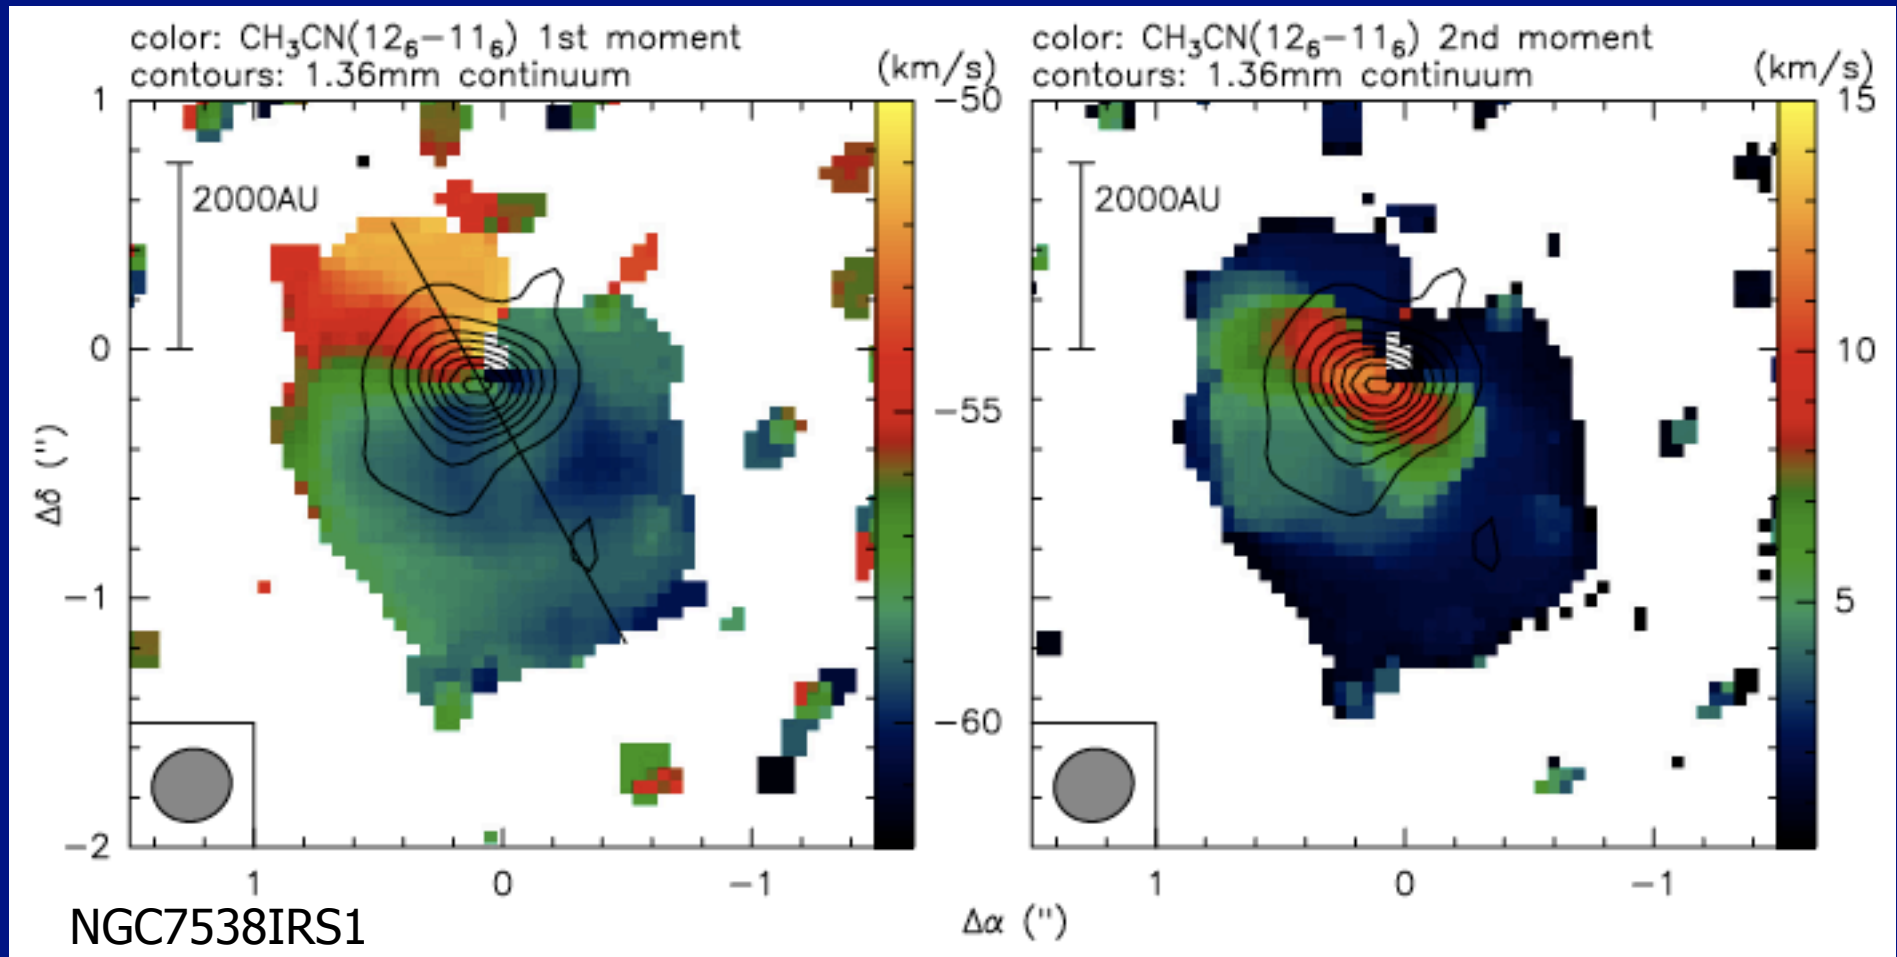 color: CH₃CN(12₆−11₆) 1st moment
contours: 1.36mm continuum
(km/s)
color: CH₃CN(12₆−11₆) 2nd moment
contours: 1.36mm continuum
(km/s)
1
0
−1
−2
Δδ (")
2000AU
−50
−55
−60
2000AU
15
10
5
1
0
−1
1
0
−1
Δα (")
NGC7538IRS1